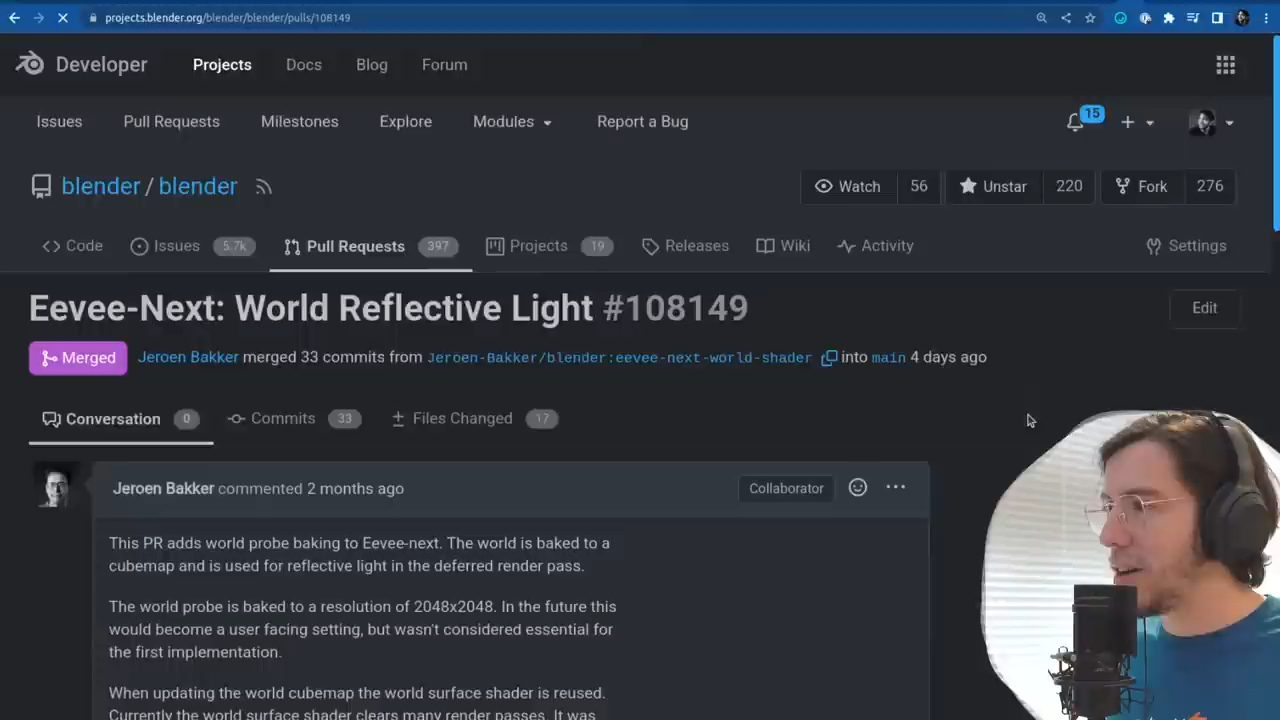 projects.blender.org/blender/blender/pulls/108149
Developer Projects Docs Blog Forum
Issues Pull Requests Milestones Explore Modules Report a Bug 15
blender / blender Watch 56 Unstar 220 Fork 276
Code Issues 5.7k Pull Requests 397 Projects 19 Releases Wiki Activity Settings
Eevee-Next: World Reflective Light #108149 Edit
Merged Jeroen Bakker merged 33 commits from Jeroen-Bakker/blender:eevee-next-world-shader into main 4 days ago
Conversation 0 Commits 33 Files Changed 17
Jeroen Bakker commented 2 months ago Collaborator
This PR adds world probe baking to Eevee-next. The world is baked to a
cubemap and is used for reflective light in the deferred render pass.
The world probe is baked to a resolution of 2048x2048. In the future this
would become a user facing setting, but wasn't considered essential for
the first implementation.
When updating the world cubemap the world surface shader is reused.
Currently the world surface shader clears many render passes. It was